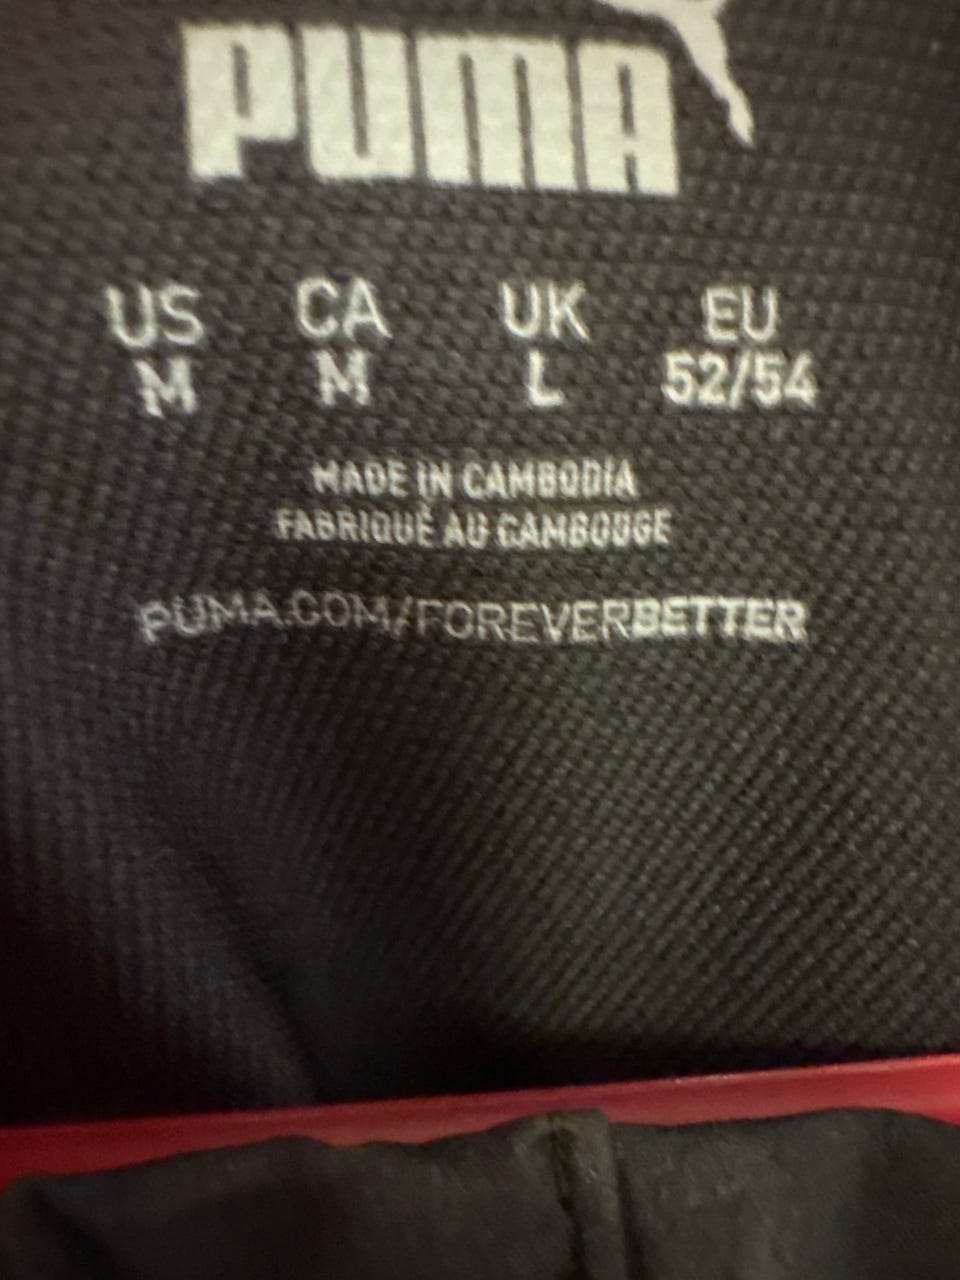 PUMA
US CA UK EU
M M L 52/54
MADE IN CAMBODIA
FABRIQUÉ AU CAMBODGE
PUMA.COM/FOREVERBETTER